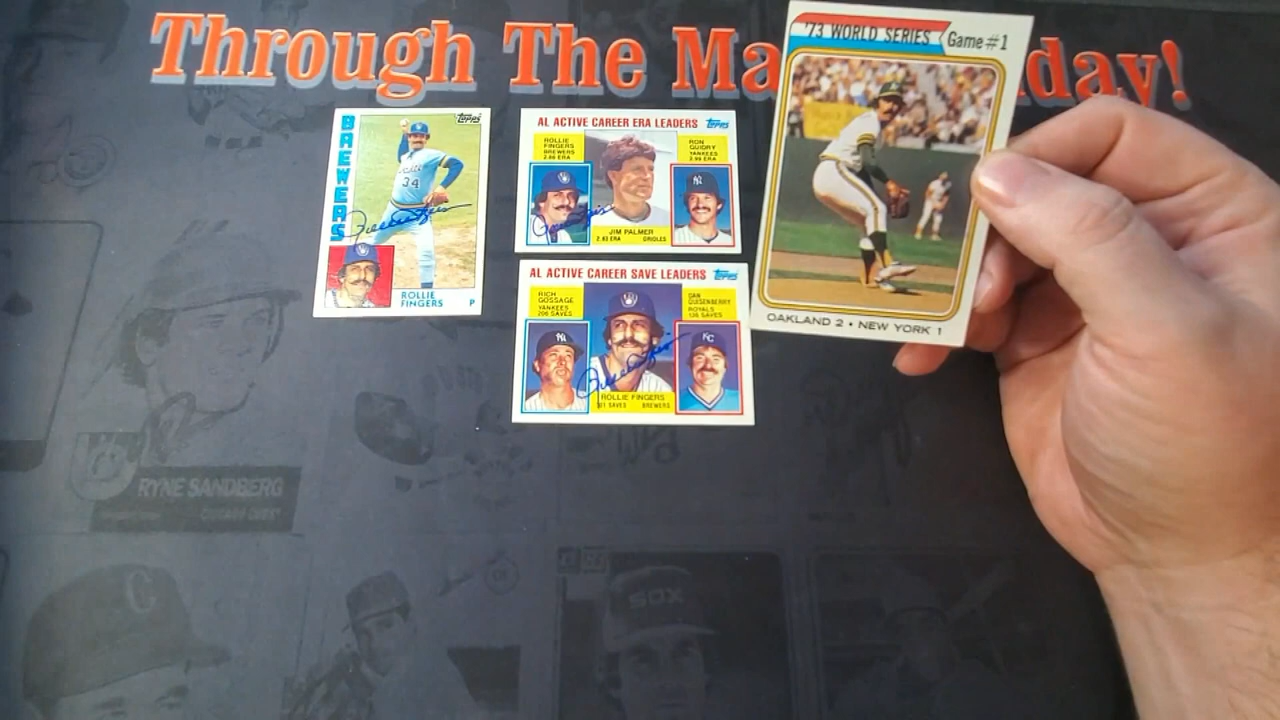 Through The Ma day!
'73 WORLD SERIES Game #1
OAKLAND 2 • NEW YORK 1
BREWERS
Topps
34
ROLLIE
FINGERS P
AL ACTIVE CAREER ERA LEADERS Topps
ROLLIE
FINGERS
BREWERS
2.86 ERA
RON
GUIDRY
YANKEES
2.99 ERA
JIM PALMER
2.83 ERA ORIOLES
AL ACTIVE CAREER SAVE LEADERS Topps
RICH
GOSSAGE
YANKEES
206 SAVES
DAN
QUISENBERRY
ROYALS
136 SAVES
ROLLIE FINGERS
301 SAVES BREWERS
RYNE SANDBERG
SOX
C